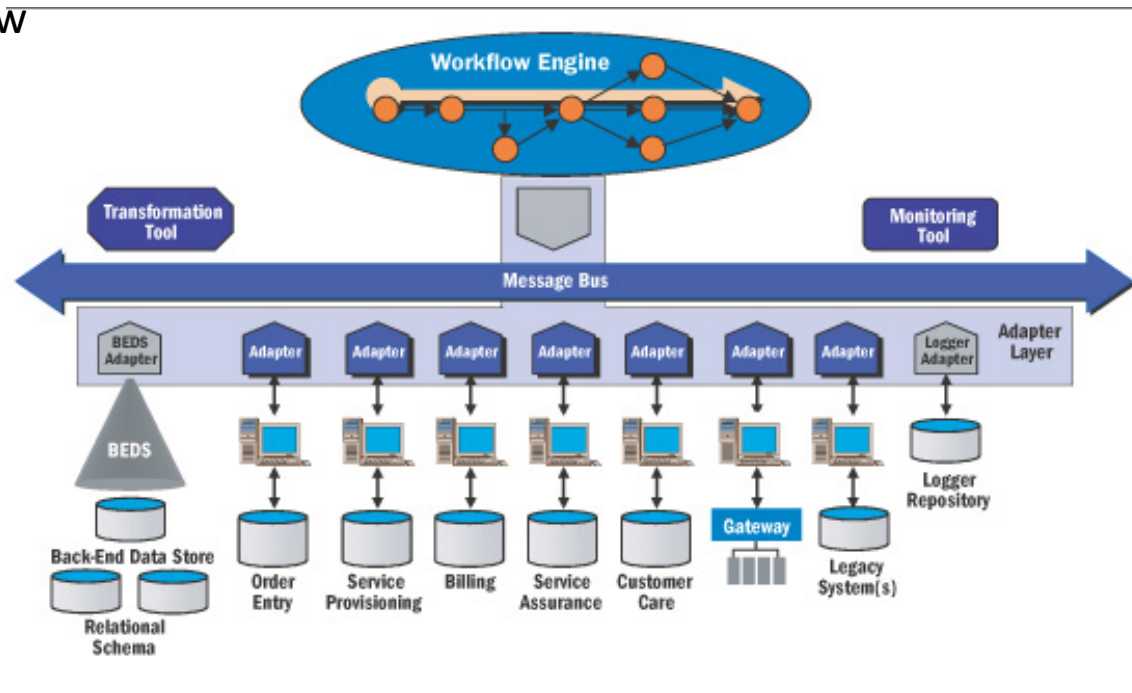 w
Workflow Engine
Transformation
Tool
Monitoring
Tool
Message Bus
BEDS
Adapter
Adapter
Adapter
Adapter
Adapter
Adapter
Adapter
Adapter
Logger
Adapter
Adapter
Layer
BEDS
Back-End Data Store
Relational
Schema
Order
Entry
Service
Provisioning
Billing
Service
Assurance
Customer
Care
Gateway
Legacy
System(s)
Logger
Repository